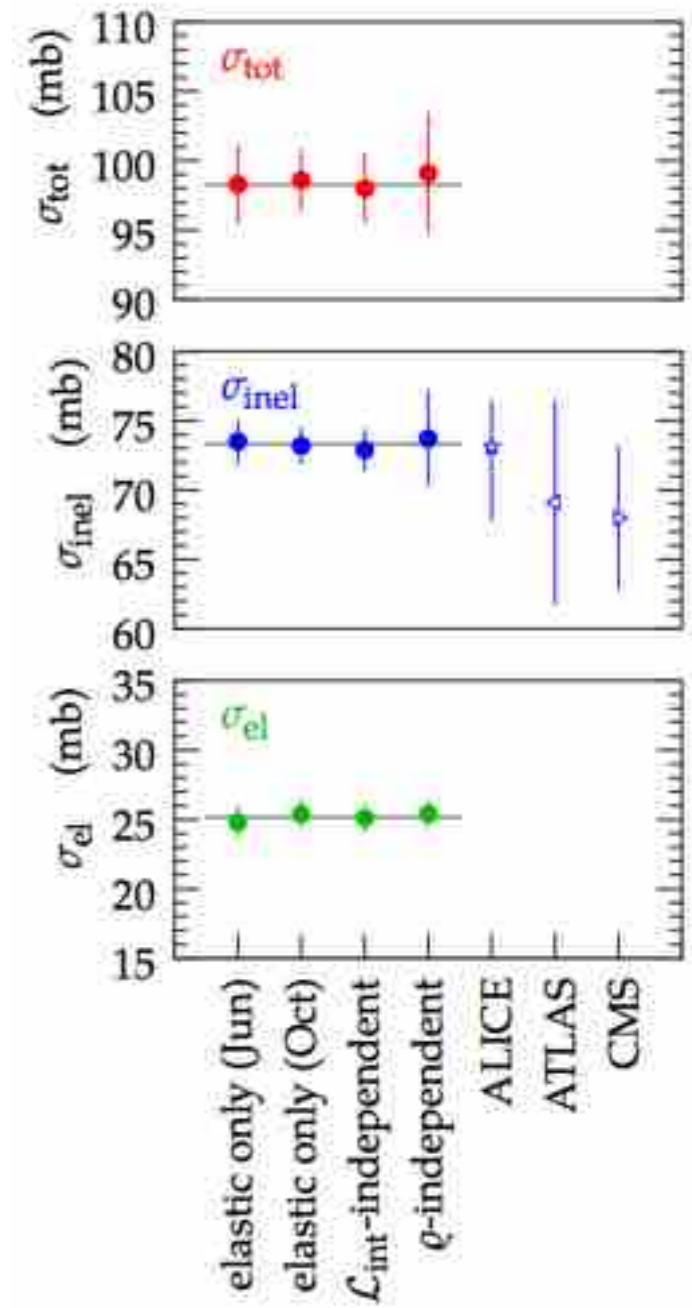 σtot (mb)
110
105
100
95
90
σtot
σinel (mb)
80
75
70
65
60
σinel
σel (mb)
35
30
25
20
15
σel
elastic only (Jun)
elastic only (Oct)
ℒint-independent
ϱ-independent
ALICE
ATLAS
CMS